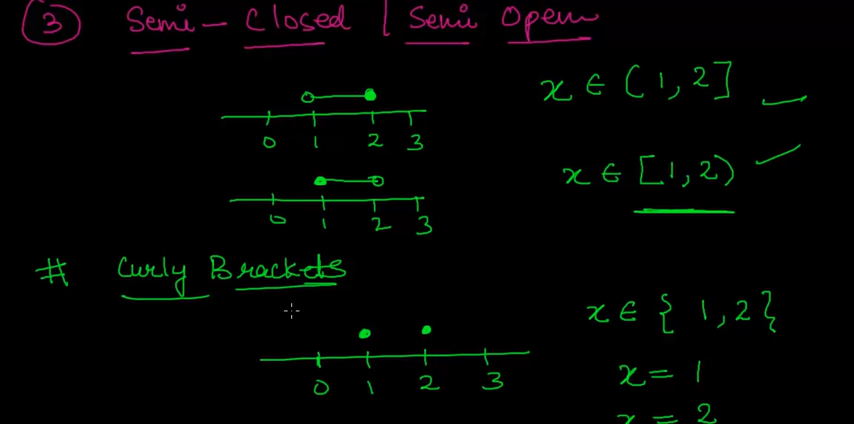 ③ Semi - Closed / Semi Open
x ∈ (1, 2]
0 1 2 3
x ∈ [1, 2)
0 1 2 3
# Curly Brackets
x ∈ {1, 2}
0 1 2 3
x = 1
x = 2